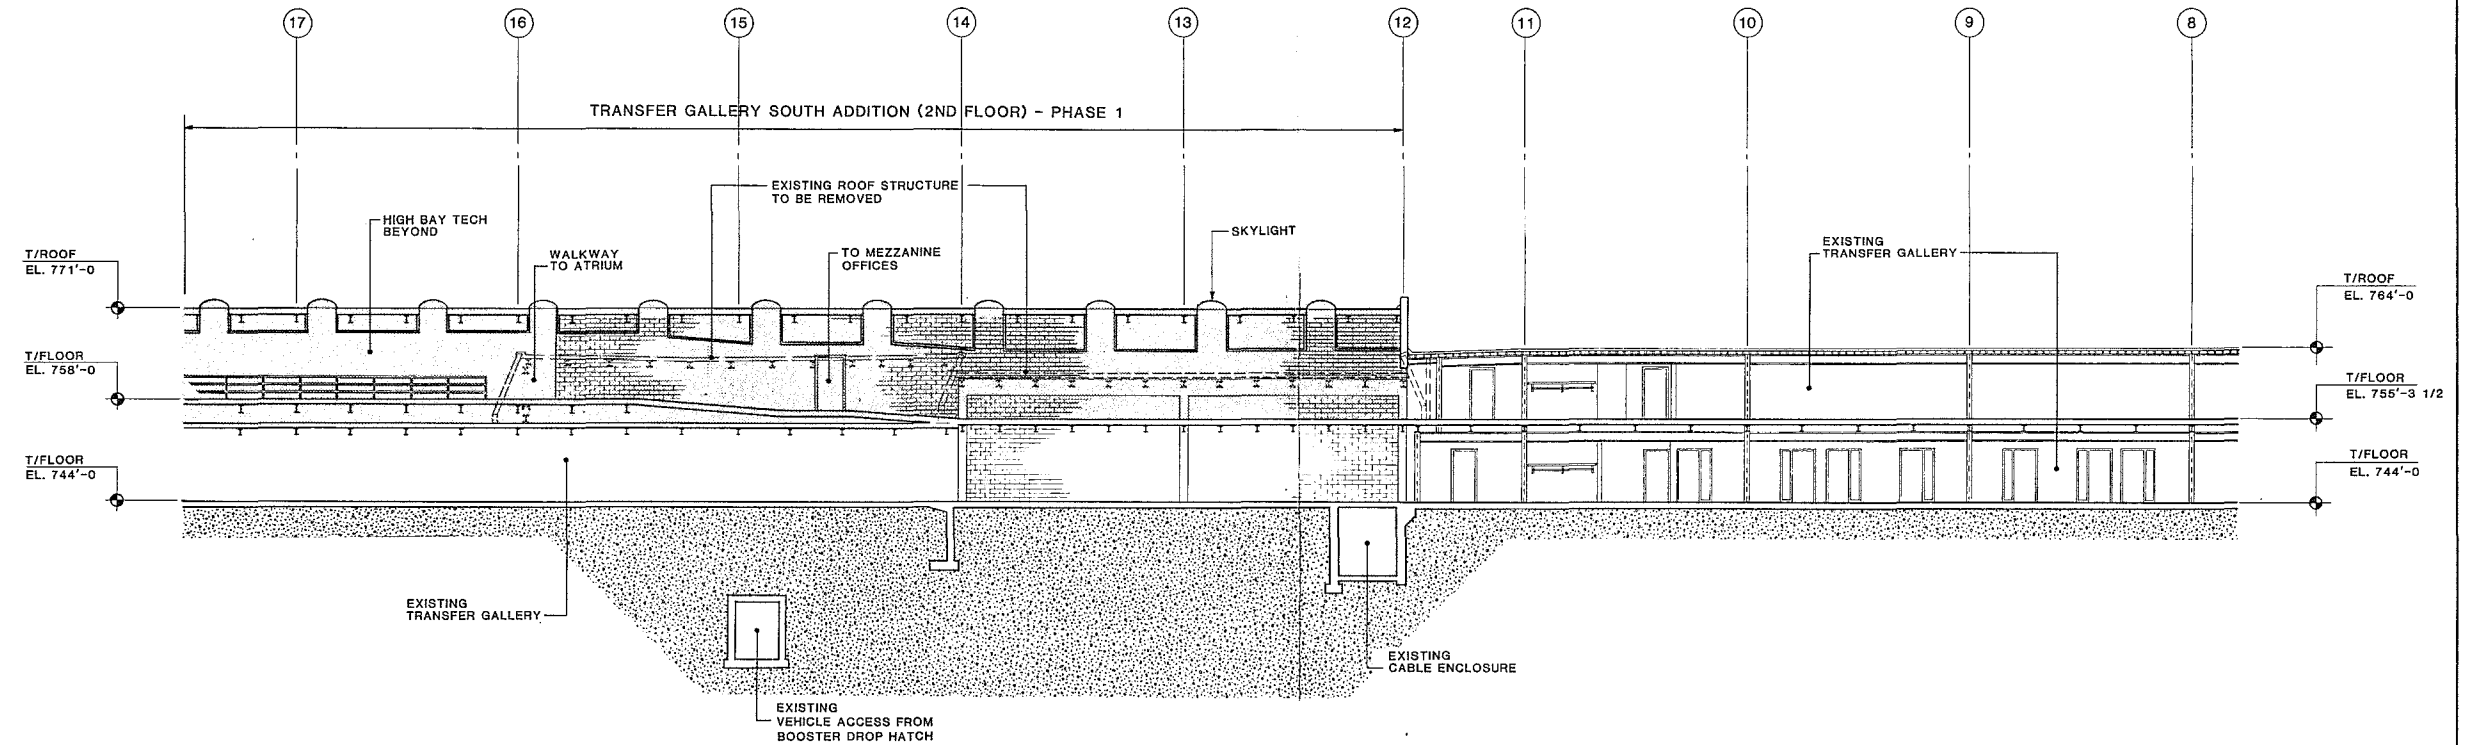 17
16
15
14
13
12
11
10
9
8
TRANSFER GALLERY SOUTH ADDITION (2ND FLOOR) - PHASE 1
EXISTING ROOF STRUCTURE
TO BE REMOVED
HIGH BAY TECH
BEYOND
WALKWAY
TO ATRIUM
TO MEZZANINE
OFFICES
SKYLIGHT
EXISTING
TRANSFER GALLERY
T/ROOF
EL. 771'-0
T/FLOOR
EL. 758'-0
T/FLOOR
EL. 744'-0
T/ROOF
EL. 764'-0
T/FLOOR
EL. 755'-3 1/2
T/FLOOR
EL. 744'-0
EXISTING
TRANSFER GALLERY
EXISTING
CABLE ENCLOSURE
EXISTING
VEHICLE ACCESS FROM
BOOSTER DROP HATCH